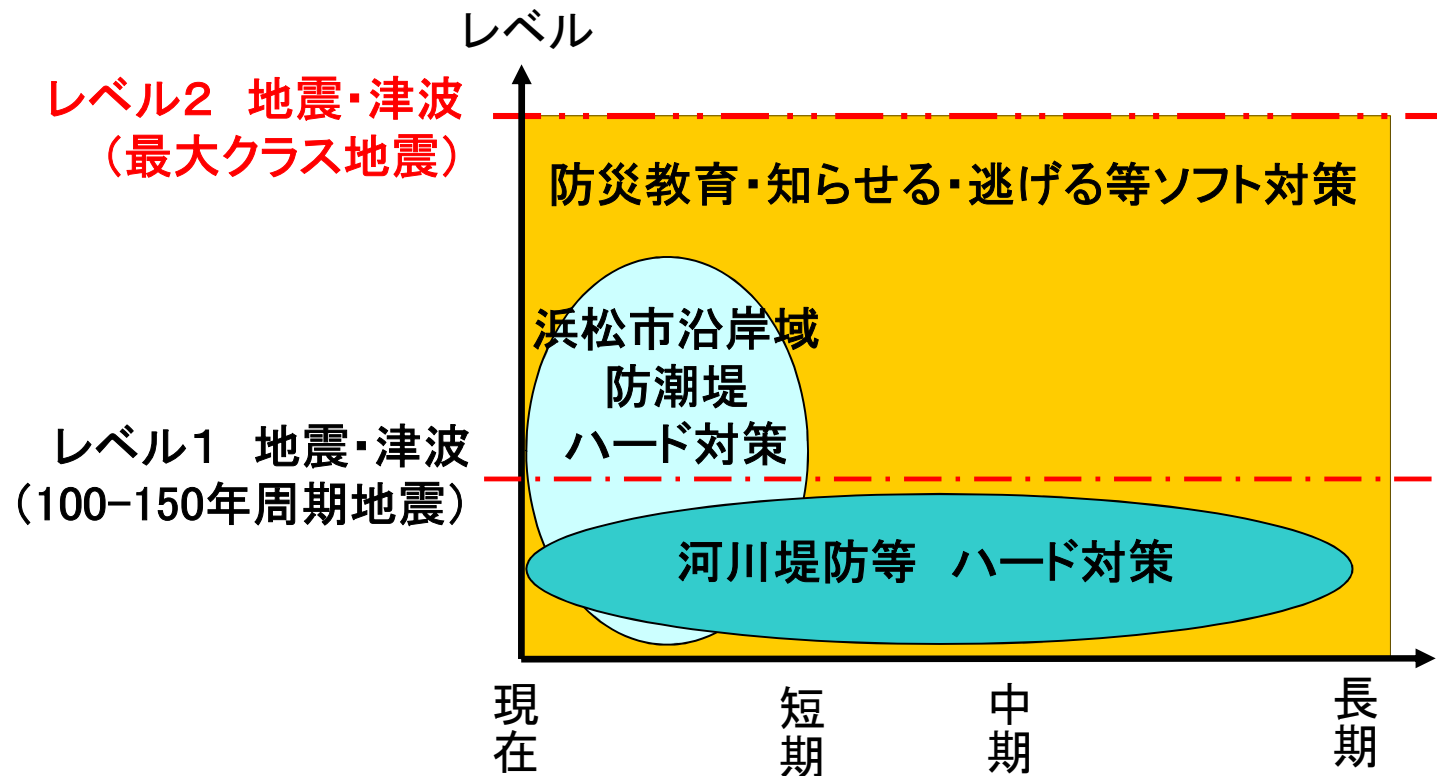 レベル
レベル２　地震・津波
（最大クラス地震）
防災教育・知らせる・逃げる等ソフト対策
浜松市沿岸域
防潮堤
ハード対策
レベル１　地震・津波
（100-150年周期地震）
河川堤防等　ハード対策
現在
短期
中期
長期